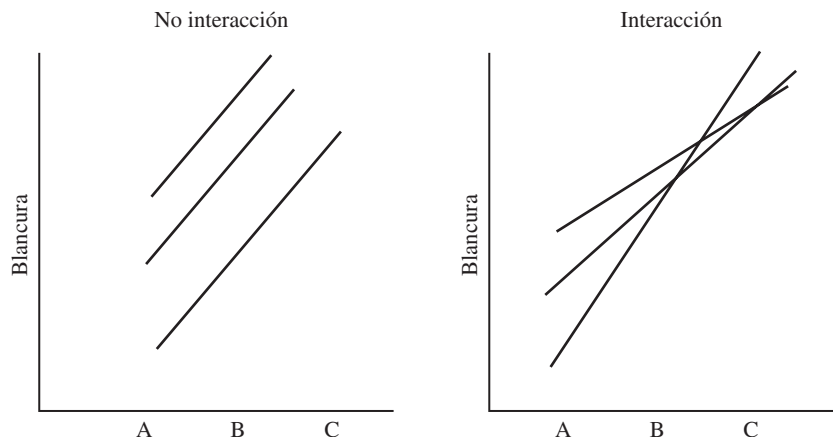 No interacción
Blancura
A B C
Interacción
Blancura
A B C